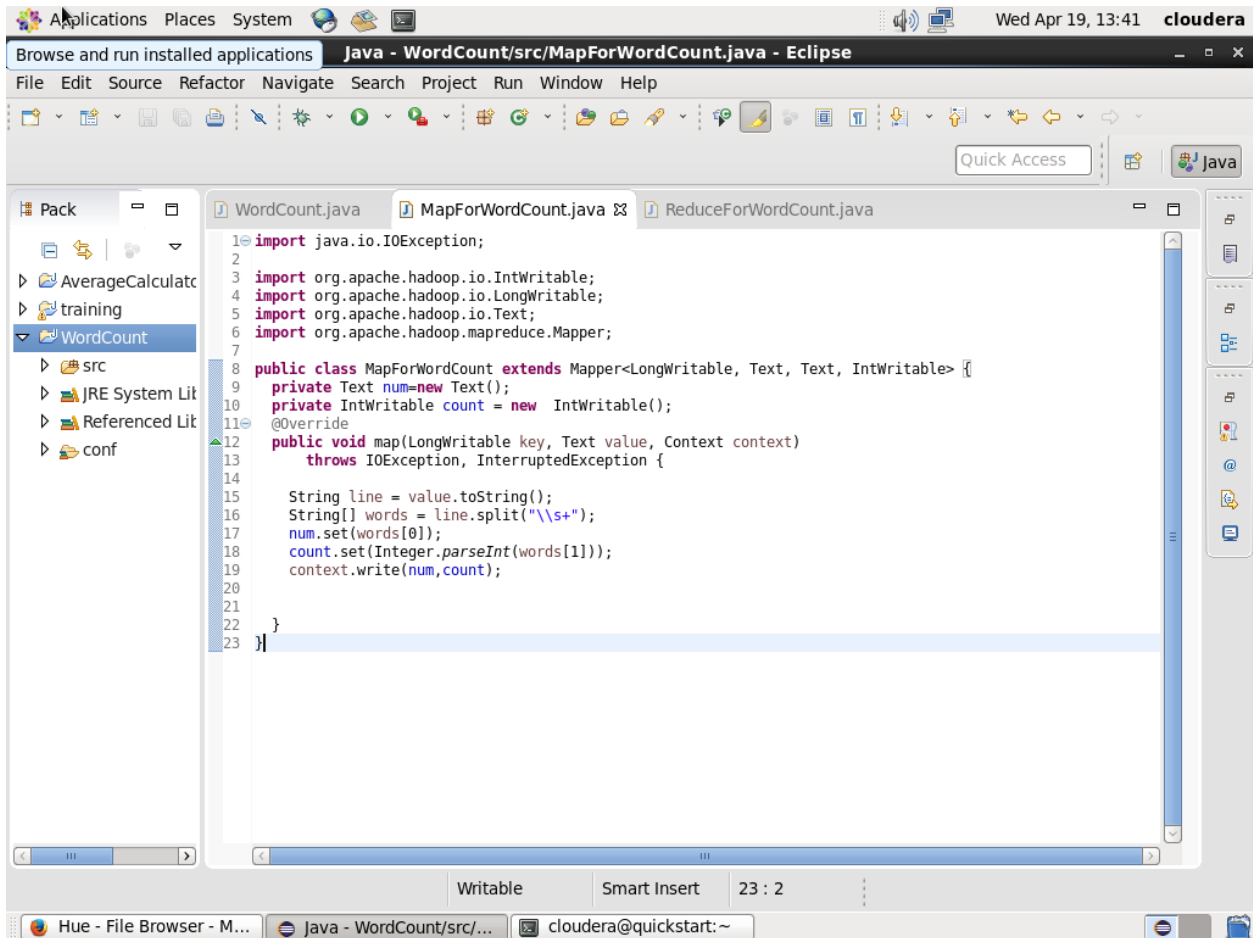 Applications Places System Wed Apr 19, 13:41 cloudera
Browse and run installed applications Java - WordCount/src/MapForWordCount.java - Eclipse
File Edit Source Refactor Navigate Search Project Run Window Help
Quick Access Java
Pack WordCount.java MapForWordCount.java ReduceForWordCount.java
AverageCalculatc
training
WordCount
src
JRE System Lib
Referenced Lib
conf
1 import java.io.IOException;
2
3 import org.apache.hadoop.io.IntWritable;
4 import org.apache.hadoop.io.LongWritable;
5 import org.apache.hadoop.io.Text;
6 import org.apache.hadoop.mapreduce.Mapper;
7
8 public class MapForWordCount extends Mapper<LongWritable, Text, Text, IntWritable> {
9 private Text num=new Text();
10 private IntWritable count = new  IntWritable();
11 @Override
12 public void map(LongWritable key, Text value, Context context)
13 throws IOException, InterruptedException {
14
15 String line = value.toString();
16 String[] words = line.split("\\s+");
17 num.set(words[0]);
18 count.set(Integer.parseInt(words[1]));
19 context.write(num,count);
20
21
22 }
23 }
Writable Smart Insert 23 : 2
Hue - File Browser - M... Java - WordCount/src/... cloudera@quickstart:~